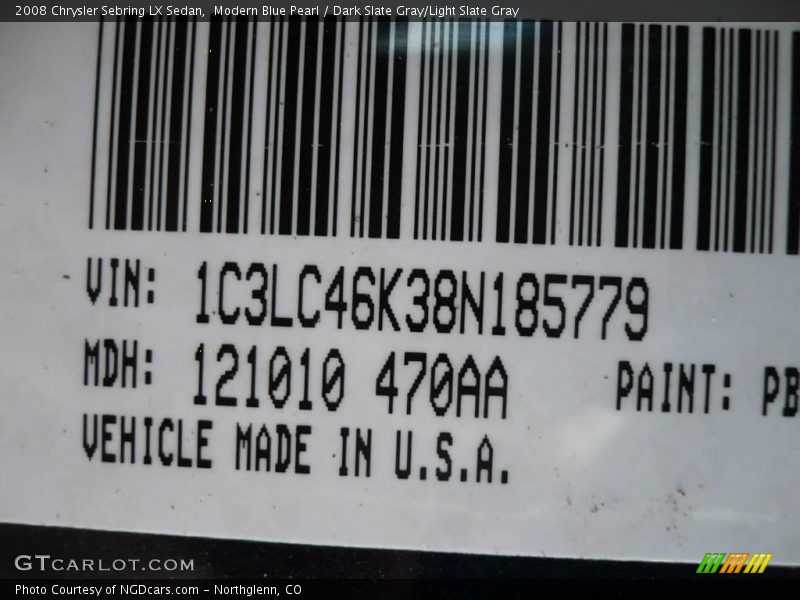 2008 Chrysler Sebring LX Sedan,  Modern Blue Pearl / Dark Slate Gray/Light Slate Gray
VIN: 1C3LC46K38N185779
MDH: 121010 470AA PAINT: PB
VEHICLE MADE IN U.S.A.
GTCARLOT.COM
Photo Courtesy of NGDcars.com – Northglenn, CO